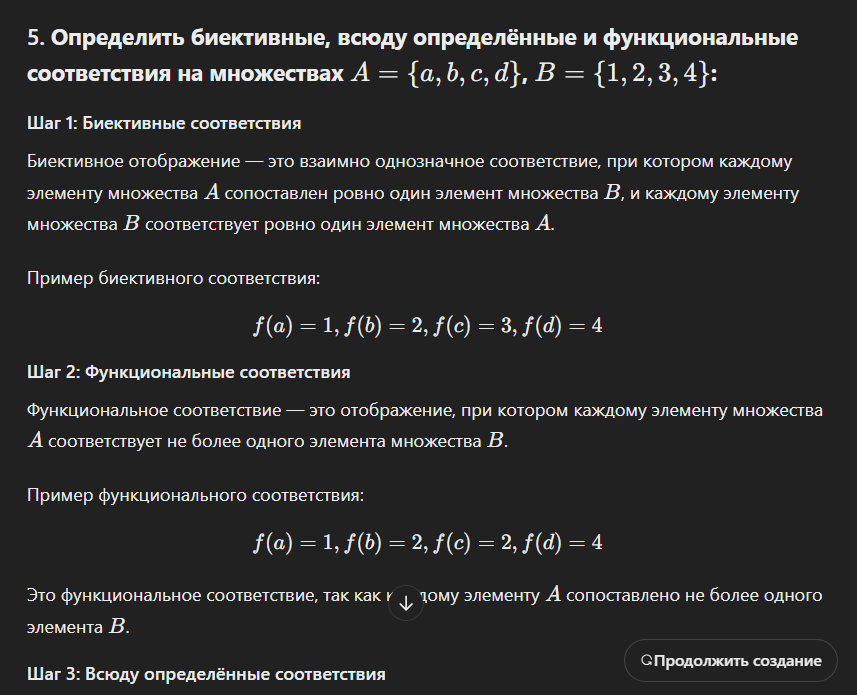 5. Определить биективные, всюду определённые и функциональные
соответствия на множествах A = {a, b, c, d}, B = {1, 2, 3, 4}:
Шаг 1: Биективные соответствия
Биективное отображение — это взаимно однозначное соответствие, при котором каждому
элементу множества A сопоставлен ровно один элемент множества B, и каждому элементу
множества B соответствует ровно один элемент множества A.
Пример биективного соответствия:
f(a) = 1, f(b) = 2, f(c) = 3, f(d) = 4
Шаг 2: Функциональные соответствия
Функциональное соответствие — это отображение, при котором каждому элементу множества
A соответствует не более одного элемента множества B.
Пример функционального соответствия:
f(a) = 1, f(b) = 2, f(c) = 2, f(d) = 4
Это функциональное соответствие, так как элементу A сопоставлено не более одного
элемента B.
Продолжить создание
Шаг 3: Всюду определённые соответствия